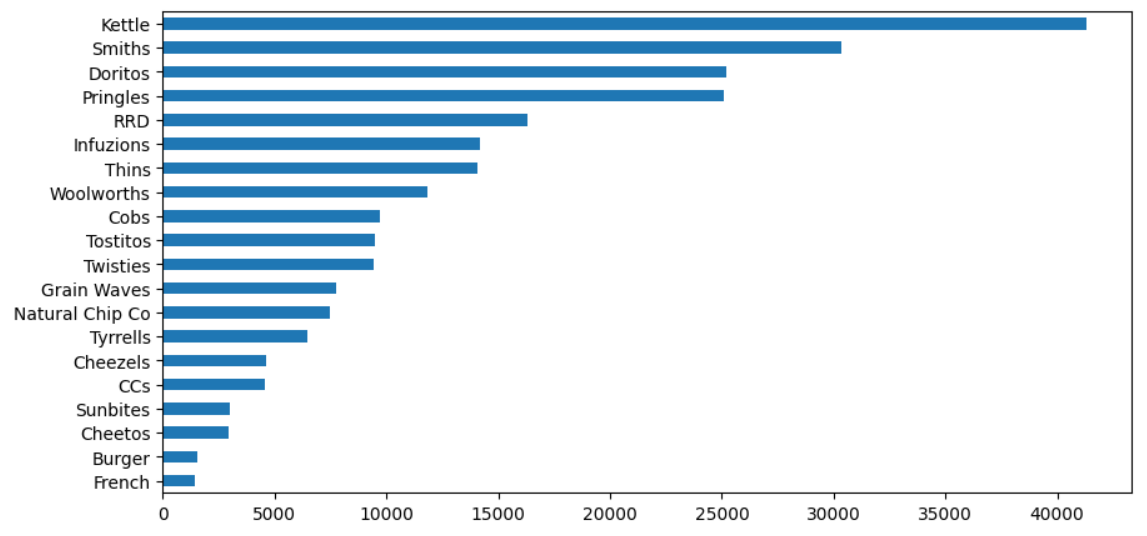 Kettle
Smiths
Doritos
Pringles
RRD
Infuzions
Thins
Woolworths
Cobs
Tostitos
Twisties
Grain Waves
Natural Chip Co
Tyrrells
Cheezels
CCs
Sunbites
Cheetos
Burger
French
0 5000 10000 15000 20000 25000 30000 35000 40000